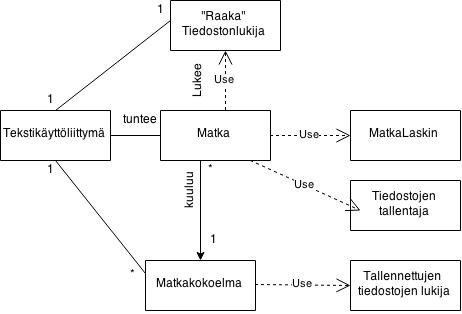 1
"Raaka"
Tiedostonlukija
Lukee
Use
1
tuntee
Tekstikäyttöliittymä
Matka
Use
MatkaLaskin
1
*
kuuluu
Use
Tiedostojen
tallentaja
1
*
Matkakokoelma
Use
Tallennettujen
tiedostojen lukija